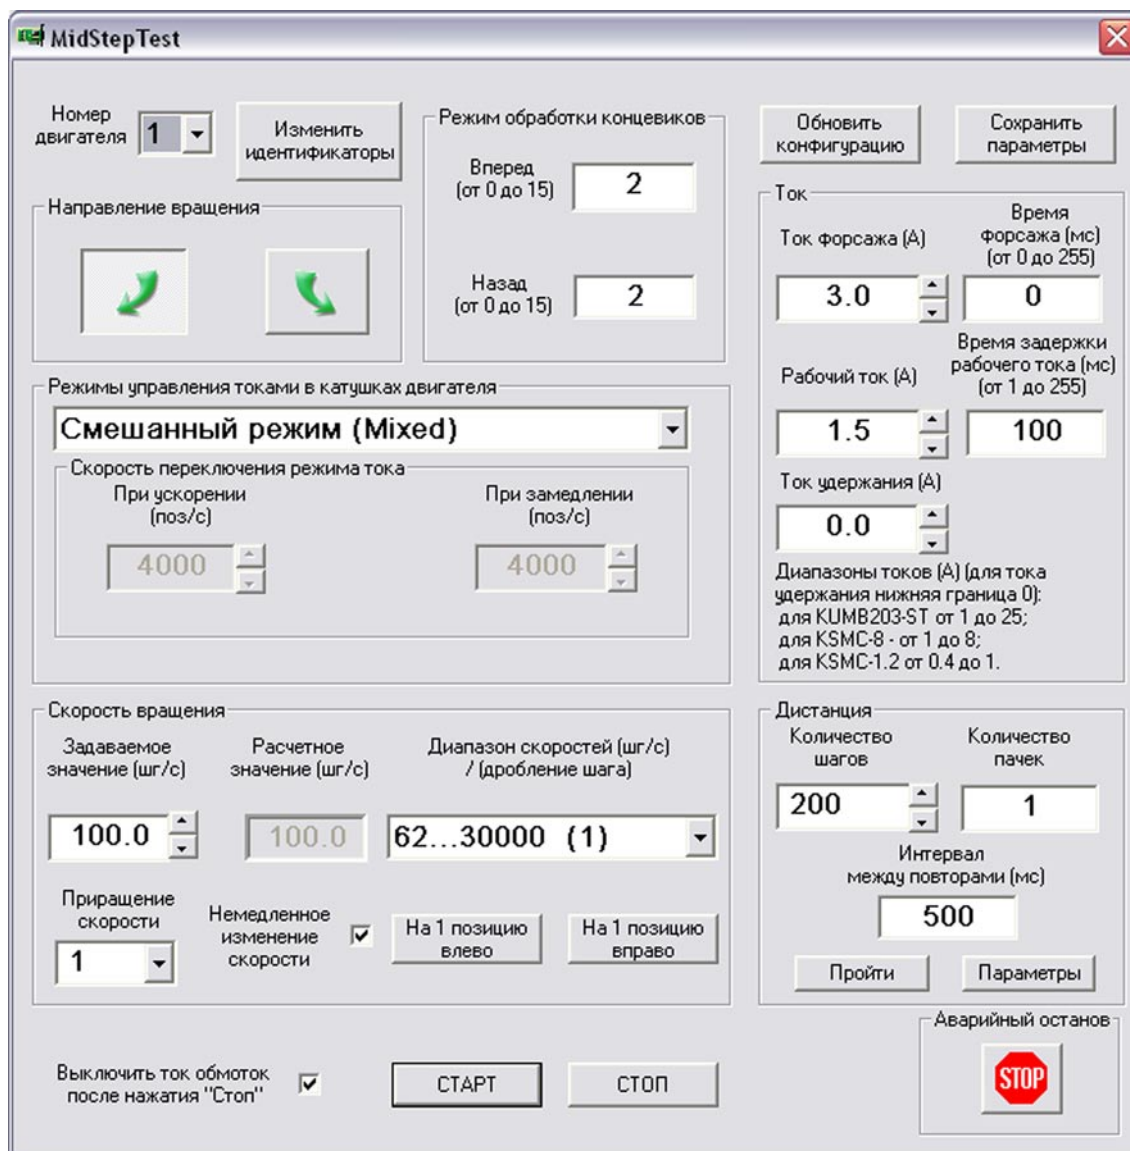 MidStepTest
Номер
двигателя
1
Изменить
идентификаторы
Направление вращения
Режим обработки концевиков
Вперед
(от 0 до 15)
2
Назад
(от 0 до 15)
2
Обновить
конфигурацию
Сохранить
параметры
Ток
Ток форсажа (А)
3.0
Время
форсажа (мс)
(от 0 до 255)
0
Рабочий ток (А)
1.5
Время задержки
рабочего тока (мс)
(от 1 до 255)
100
Ток удержания (А)
0.0
Диапазоны токов (А) (для тока
удержания нижняя граница 0):
для KUMB203-ST от 1 до 25;
для KSMC-8 - от 1 до 8;
для KSMC-1.2 от 0.4 до 1.
Режимы управления токами в катушках двигателя
Смешанный режим (Mixed)
Скорость переключения режима тока
При ускорении
(поз/с)
4000
При замедлении
(поз/с)
4000
Скорость вращения
Задаваемое
значение (шг/с)
100.0
Расчетное
значение (шг/с)
100.0
Диапазон скоростей (шг/с)
/ (дробление шага)
62...30000 (1)
Приращение
скорости
1
Немедленное
изменение
скорости
На 1 позицию
влево
На 1 позицию
вправо
Дистанция
Количество
шагов
200
Количество
пачек
1
Интервал
между повторами (мс)
500
Пройти
Параметры
Выключить ток обмоток
после нажатия "Стоп"
СТАРТ
СТОП
Аварийный останов
STOP